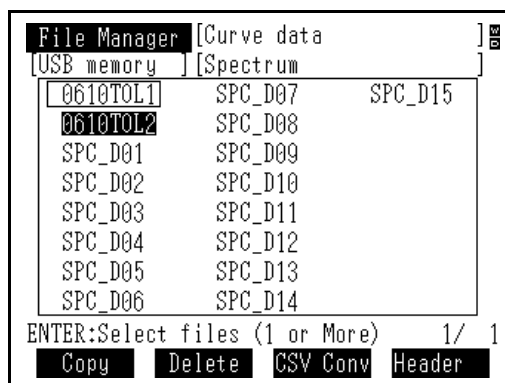 File Manager [Curve data ] WD
[USB memory ] [Spectrum ]
0610TOL1 SPC_D07 SPC_D15
0610TOL2 SPC_D08
SPC_D01 SPC_D09
SPC_D02 SPC_D10
SPC_D03 SPC_D11
SPC_D04 SPC_D12
SPC_D05 SPC_D13
SPC_D06 SPC_D14
ENTER:Select files (1 or More) 1/ 1
Copy Delete CSV Conv Header